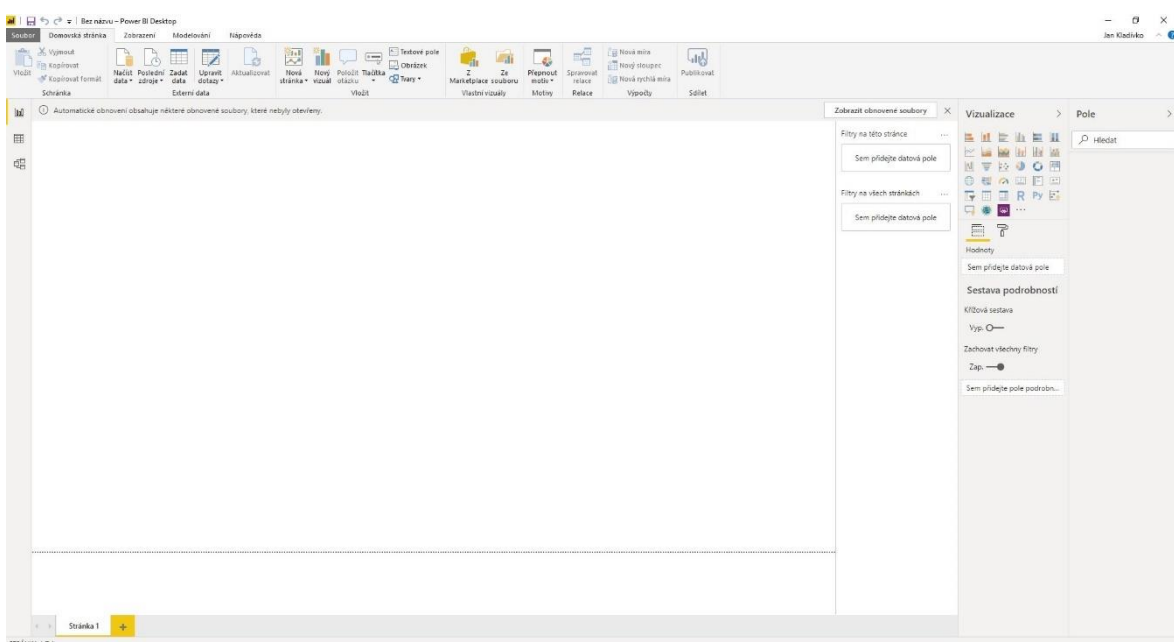 Bez názvu – Power BI Desktop
Jan Kladívko
Soubor Domovská stránka Zobrazení Modelování Nápověda
Vložit
Vyjmout
Kopírovat
Kopírovat formát
Schránka
Načíst data
Poslední zdroje
Zadat data
Upravit dotazy
Aktualizovat
Externí data
Nová stránka
Nový vizuál
Položit otázku
Tlačítka
Textové pole
Obrázek
Tvary
Vložit
Z Marketplace
Ze souboru
Vlastní vizuály
Přepnout motiv
Motivy
Spravovat relace
Relace
Nová míra
Nový sloupec
Nová rychlá míra
Výpočty
Publikovat
Sdílet
Automatické obnovení obsahuje některé obnovené soubory, které nebyly otevřeny.
Zobrazit obnovené soubory
Filtry na této stránce
Sem přidejte datová pole
Filtry na všech stránkách
Sem přidejte datová pole
Vizualizace
R Py
Hodnoty
Sem přidejte datová pole
Sestava podrobností
Křížová sestava
Vyp.
Zachovat všechny filtry
Zap.
Sem přidejte pole podrobn...
Pole
Hledat
Stránka 1